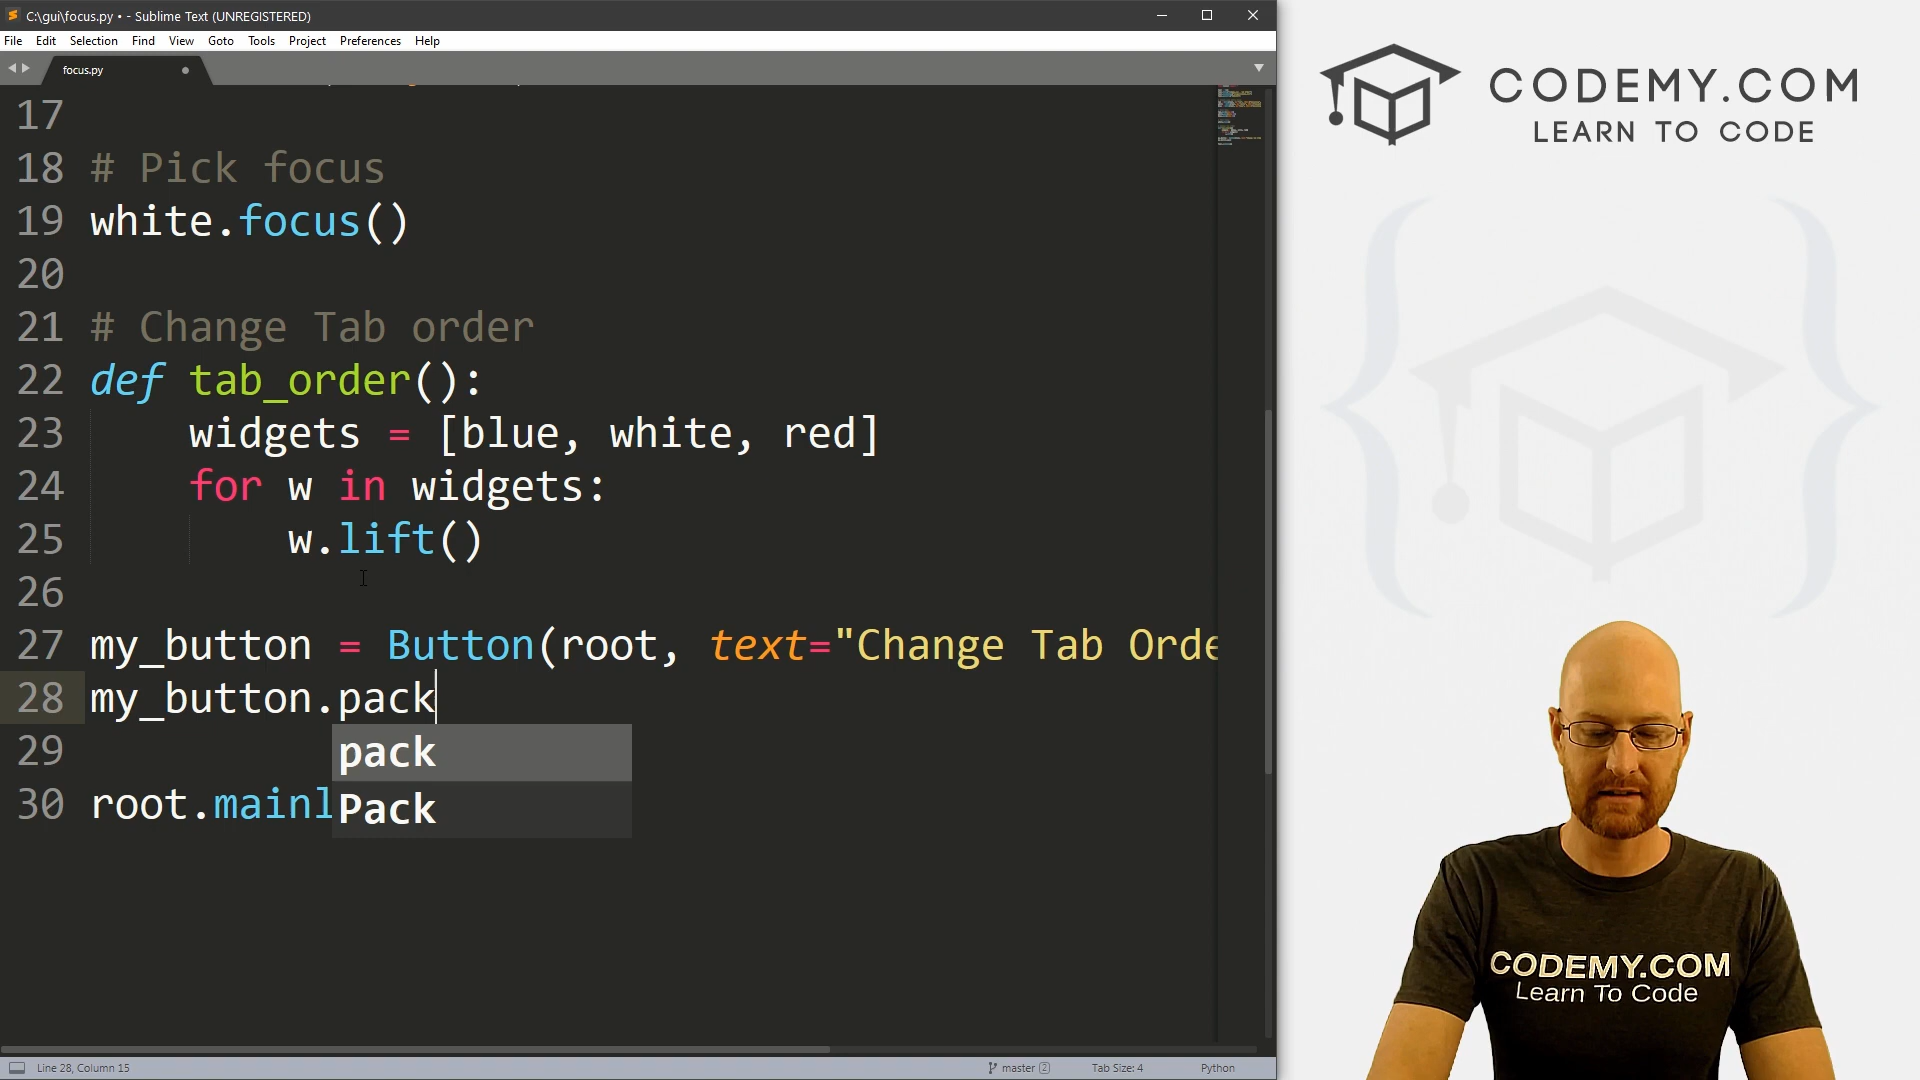 C:\gui\focus.py • - Sublime Text (UNREGISTERED)
File Edit Selection Find View Goto Tools Project Preferences Help
focus.py
17
18 # Pick focus
19 white.focus()
20
21 # Change Tab order
22 def tab_order():
23 widgets = [blue, white, red]
24 for w in widgets:
25 w.lift()
26
27 my_button = Button(root, text="Change Tab Orde
28 my_button.pack
pack
29
30 root.mainl
Pack
Line 28, Column 15
master 2
Tab Size: 4
Python
CODEMY.COM
LEARN TO CODE
CODEMY.COM
Learn To Code